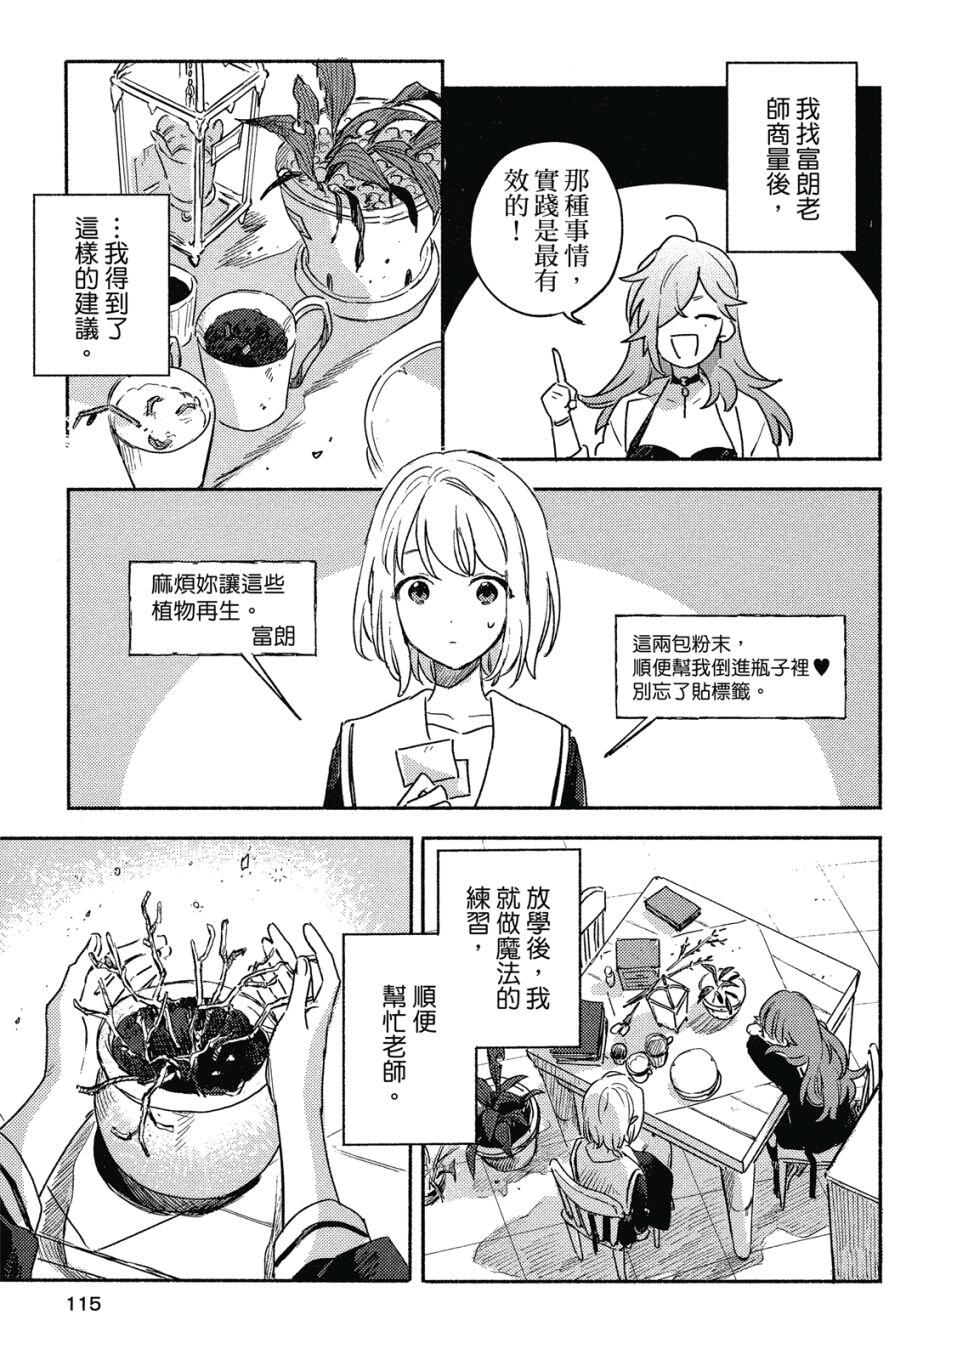 我找富朗老
師商量後，
那種事情，
實踐是最有
效的！
…我得到了
這樣的建議。
這兩包粉末，
順便幫我倒進瓶子裡♥
別忘了貼標籤。
麻煩妳讓這些
植物再生。
富朗
放學後，我
就做魔法的
練習，
順便
幫忙老師。
115